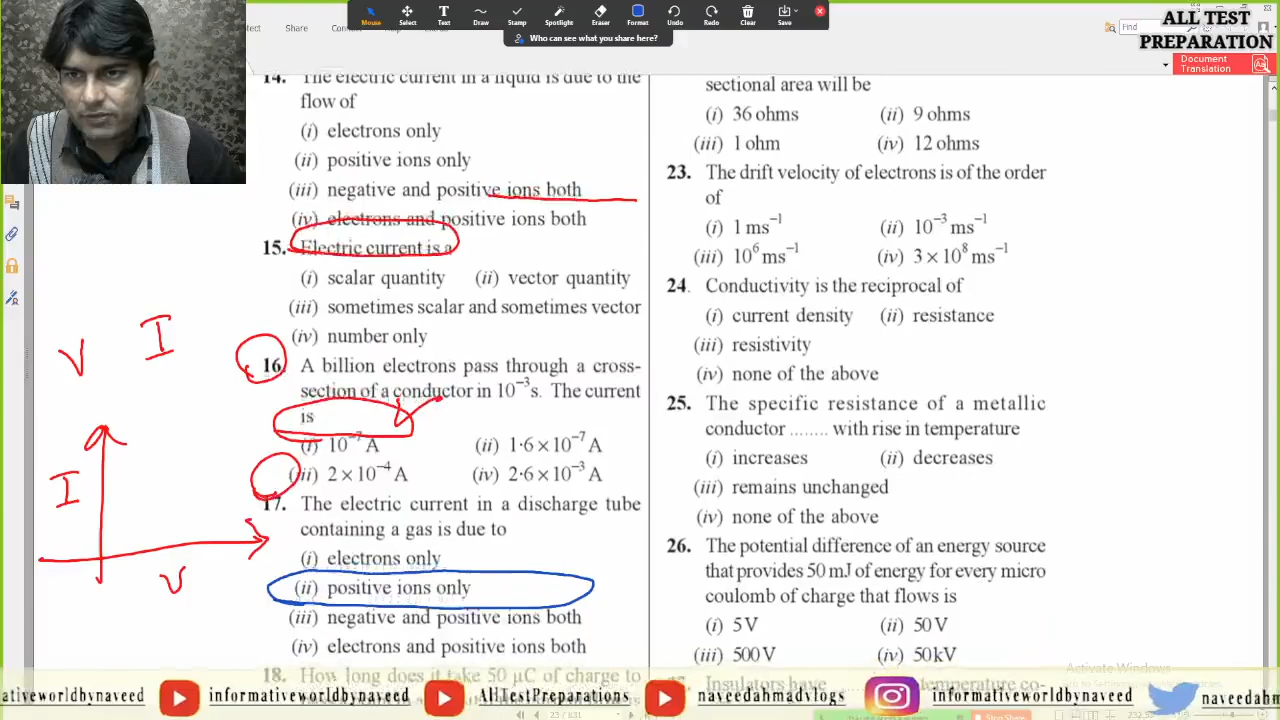 Mouse Select Text Draw Stamp Spotlight Eraser Format Undo Redo Clear Save
Who can see what you share here?
ALL TEST
PREPARATION
Find
Document
Translation
14. The electric current in a liquid is due to the
flow of
(i) electrons only
(ii) positive ions only
(iii) negative and positive ions both
(iv) electrons and positive ions both
15. Electric current is a
(i) scalar quantity (ii) vector quantity
(iii) sometimes scalar and sometimes vector
(iv) number only
16. A billion electrons pass through a cross-
section of a conductor in 10⁻³s. The current
is
(i) 10⁻⁷ A (ii) 1·6 × 10⁻⁷ A
(iii) 2 × 10⁻⁴ A (iv) 2·6 × 10⁻³ A
17. The electric current in a discharge tube
containing a gas is due to
(i) electrons only
(ii) positive ions only
(iii) negative and positive ions both
(iv) electrons and positive ions both
18. How long does it take 50 µC of charge to
V I
I
V
sectional area will be
(i) 36 ohms (ii) 9 ohms
(iii) 1 ohm (iv) 12 ohms
23. The drift velocity of electrons is of the order
of
(i) 1 ms⁻¹ (ii) 10⁻³ ms⁻¹
(iii) 10⁶ ms⁻¹ (iv) 3 × 10⁸ ms⁻¹
24. Conductivity is the reciprocal of
(i) current density (ii) resistance
(iii) resistivity
(iv) none of the above
25. The specific resistance of a metallic
conductor ........ with rise in temperature
(i) increases (ii) decreases
(iii) remains unchanged
(iv) none of the above
26. The potential difference of an energy source
that provides 50 mJ of energy for every micro
coulomb of charge that flows is
(i) 5 V (ii) 50 V
(iii) 500 V (iv) 50 kV
Insulators have temperature co-
Activate Windows
ativeworldbynaveed informativeworldbynaveed AllTestPreparations naveedahmadvlogs informativeworldbynaveed naveedahm
23 / 831
Stop Share